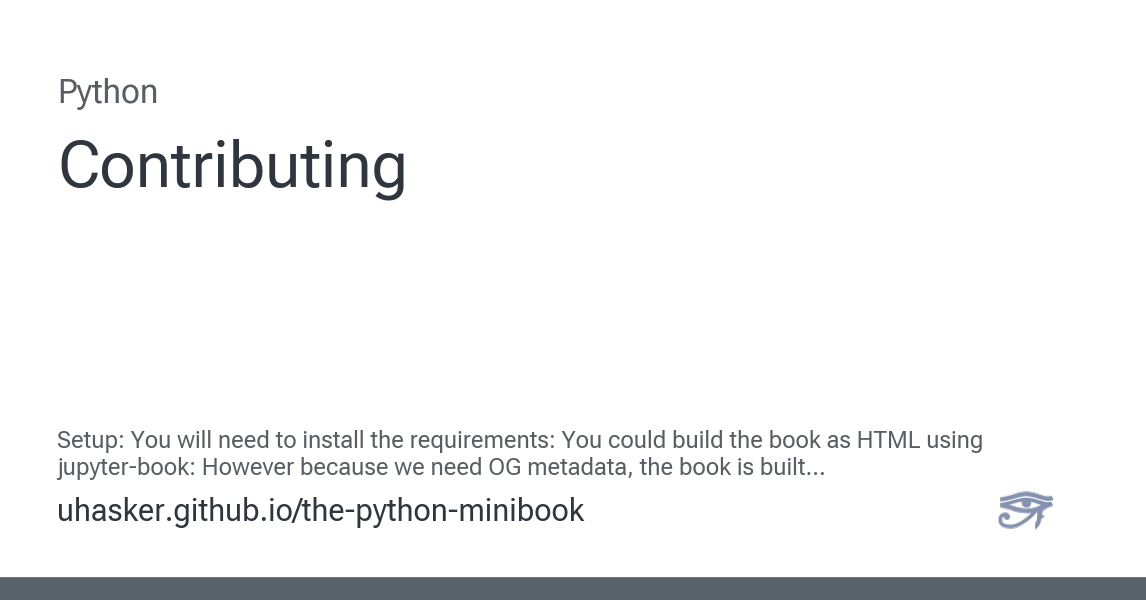 Python
Contributing
Setup: You will need to install the requirements: You could build the book as HTML using
jupyter-book: However because we need OG metadata, the book is built...
uhasker.github.io/the-python-minibook